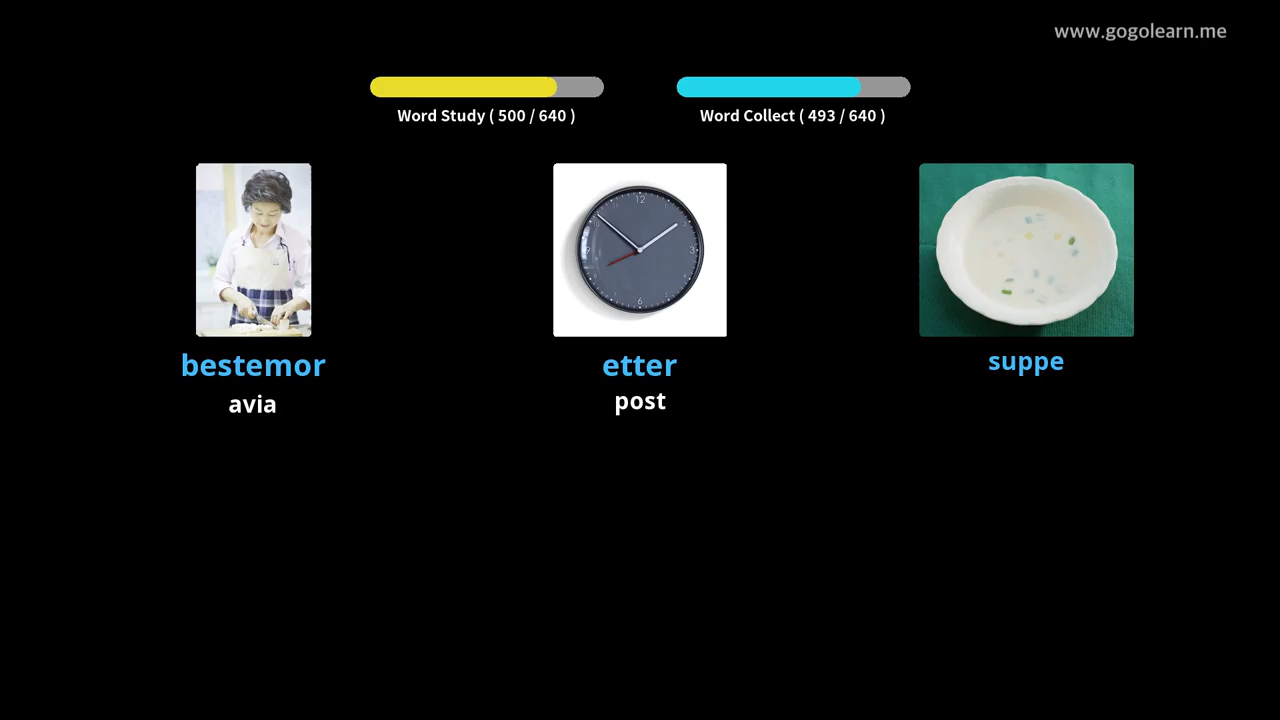 www.gogolearn.me
Word Study ( 500 / 640 )
Word Collect ( 493 / 640 )
bestemor
avia
etter
post
suppe